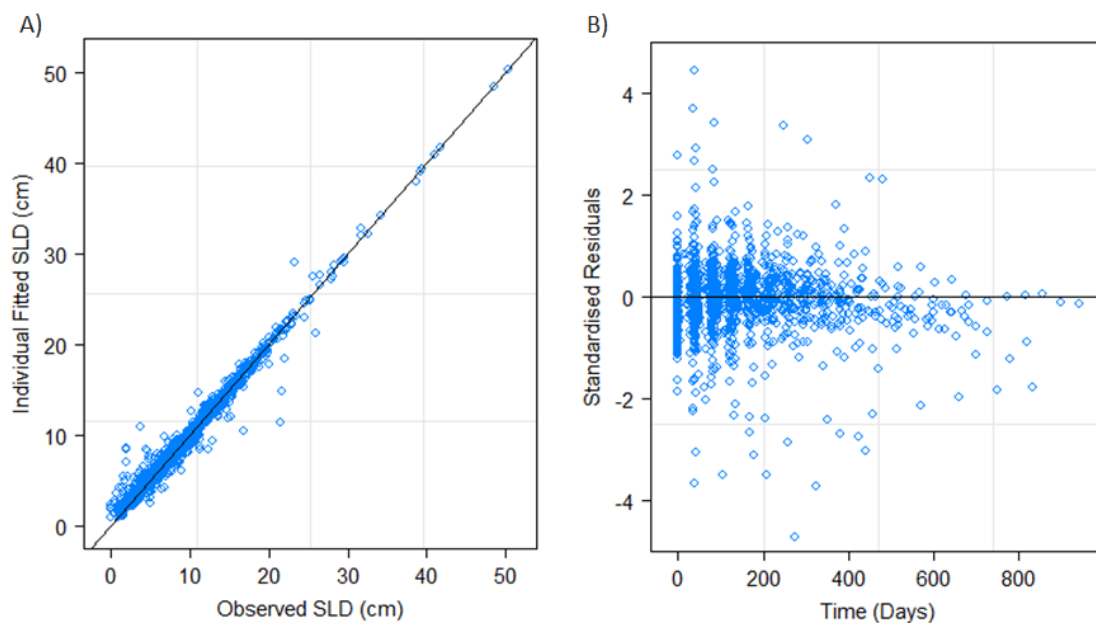 A)
Individual Fitted SLD (cm)
50
40
30
20
10
0
0 10 20 30 40 50
Observed SLD (cm)
B)
Standardised Residuals
4
2
0
-2
-4
0 200 400 600 800
Time (Days)